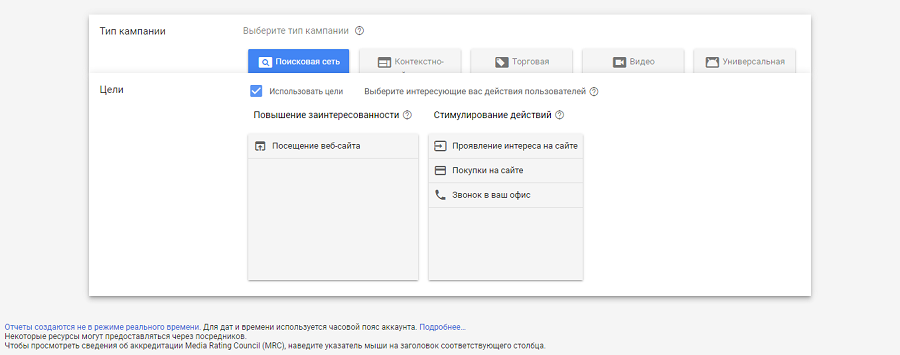 Тип кампании
Выберите тип кампании
Поисковая сеть
Контекстно-
Торговая
Видео
Универсальная
Цели
Использовать цели
Выберите интересующие вас действия пользователей
Повышение заинтересованности
Стимулирование действий
Посещение веб-сайта
Проявление интереса на сайте
Покупки на сайте
Звонок в ваш офис
Отчеты создаются не в режиме реального времени. Для дат и времени используется часовой пояс аккаунта. Подробнее…
Некоторые ресурсы могут предоставляться через посредников.
Чтобы просмотреть сведения об аккредитации Media Rating Council (MRC), наведите указатель мыши на заголовок соответствующего столбца.